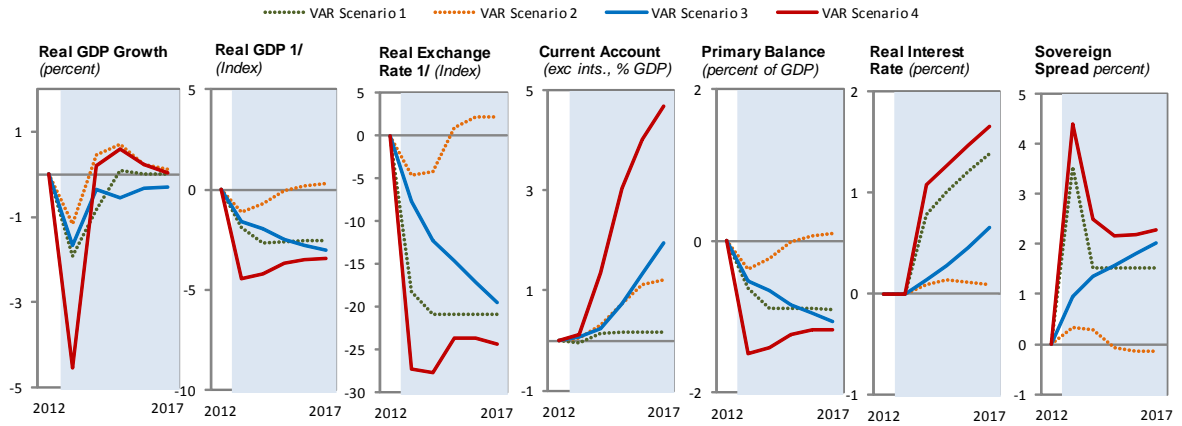 VAR Scenario 1 VAR Scenario 2 VAR Scenario 3 VAR Scenario 4
Real GDP Growth
(percent)
1
-1
-3
-5
2012 2017
Real GDP 1/
(Index)
5
0
-5
-10
2012 2017
Real Exchange
Rate 1/ (Index)
5
0
-5
-10
-15
-20
-25
-30
2012 2017
Current Account
(exc ints., % GDP)
5
3
1
-1
2012 2017
Primary Balance
(percent of GDP)
2
0
-2
2012 2017
Real Interest
Rate (percent)
2
1
0
-1
2012 2017
Sovereign
Spread percent)
5
4
3
2
1
0
-1
2012 2017